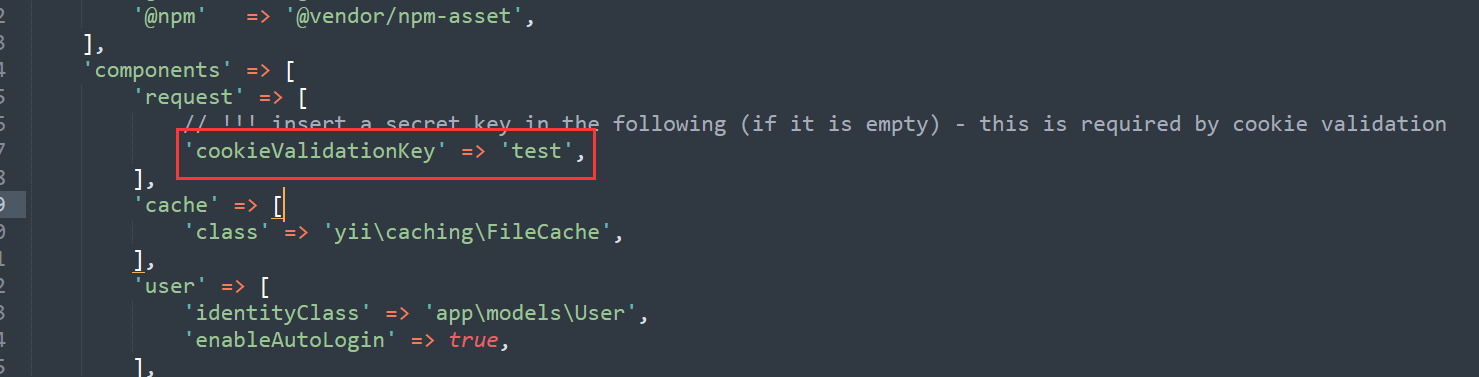 2 '@npm'   => '@vendor/npm-asset',
3 ],
4 'components' => [
5 'request' => [
6 // !!! insert a secret key in the following (if it is empty) - this is required by cookie validation
7 'cookieValidationKey' => 'test',
8 ],
9 'cache' => [
0 'class' => 'yii\caching\FileCache',
1 ],
2 'user' => [
3 'identityClass' => 'app\models\User',
4 'enableAutoLogin' => true,
5 ],